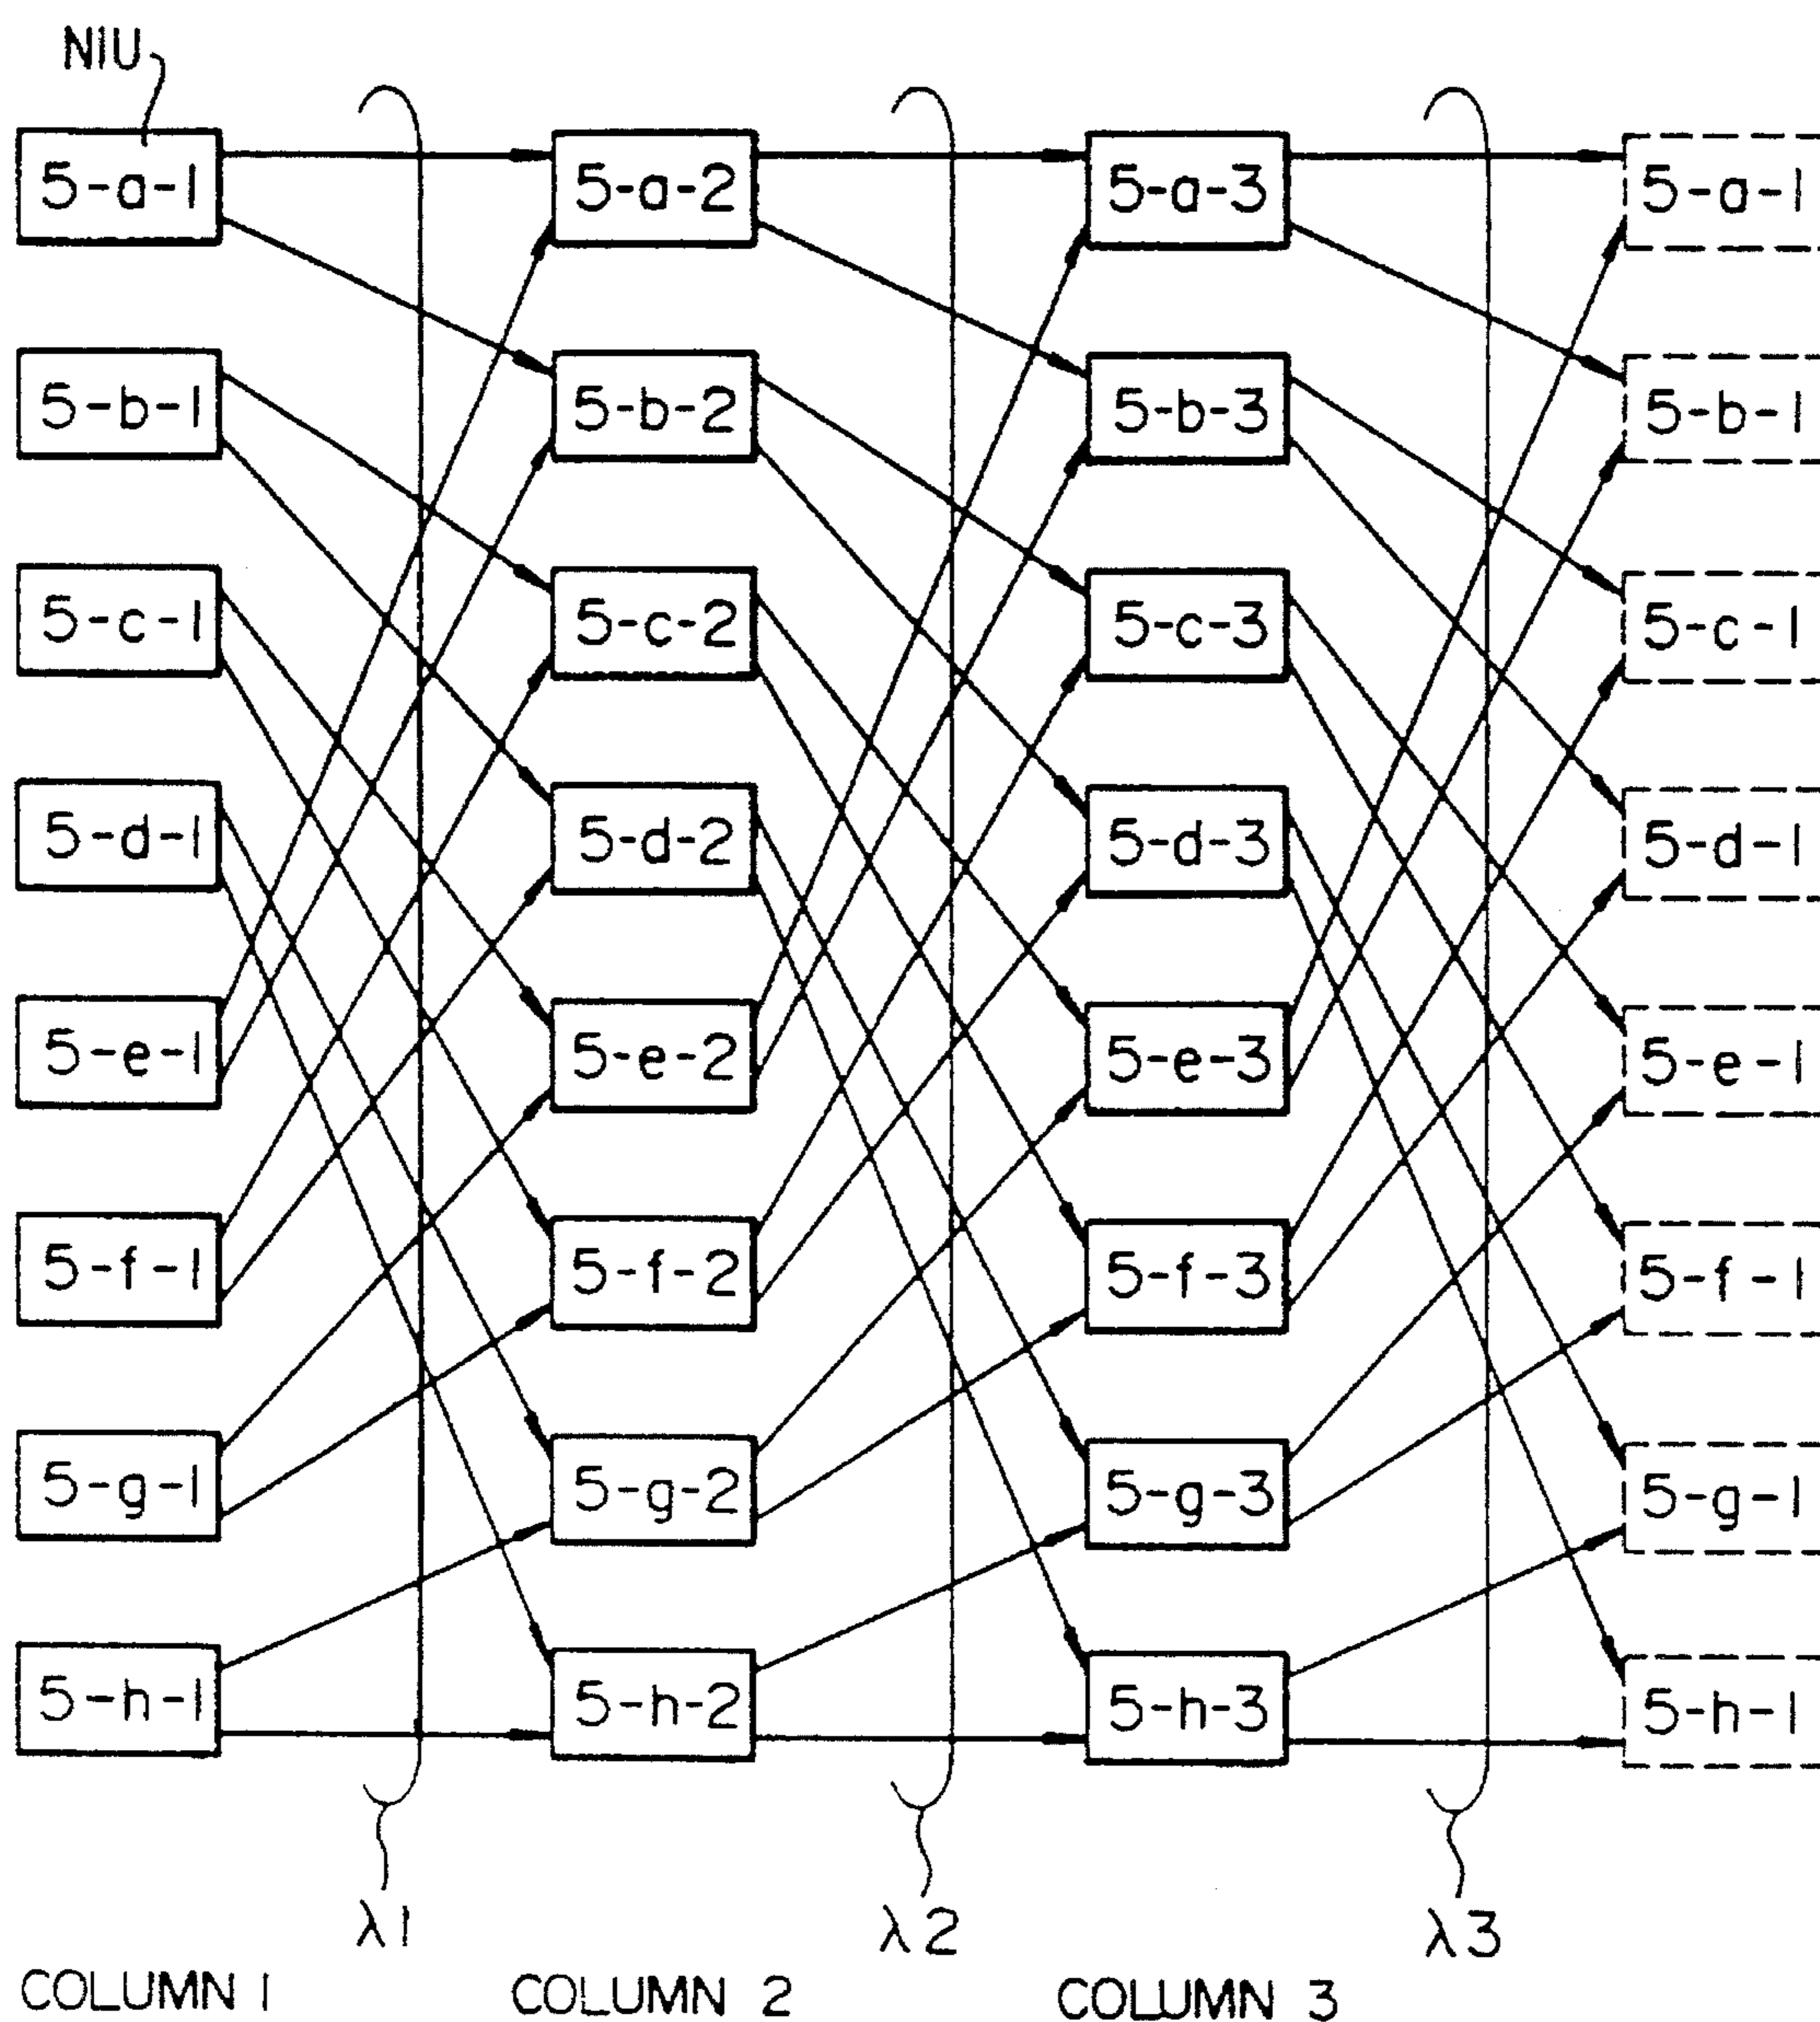 NIU
5-a-1 5-a-2 5-a-3 5-a-1
5-b-1 5-b-2 5-b-3 5-b-1
5-c-1 5-c-2 5-c-3 5-c-1
5-d-1 5-d-2 5-d-3 5-d-1
5-e-1 5-e-2 5-e-3 5-e-1
5-f-1 5-f-2 5-f-3 5-f-1
5-g-1 5-g-2 5-g-3 5-g-1
5-h-1 5-h-2 5-h-3 5-h-1
λ1 λ2 λ3
COLUMN 1 COLUMN 2 COLUMN 3